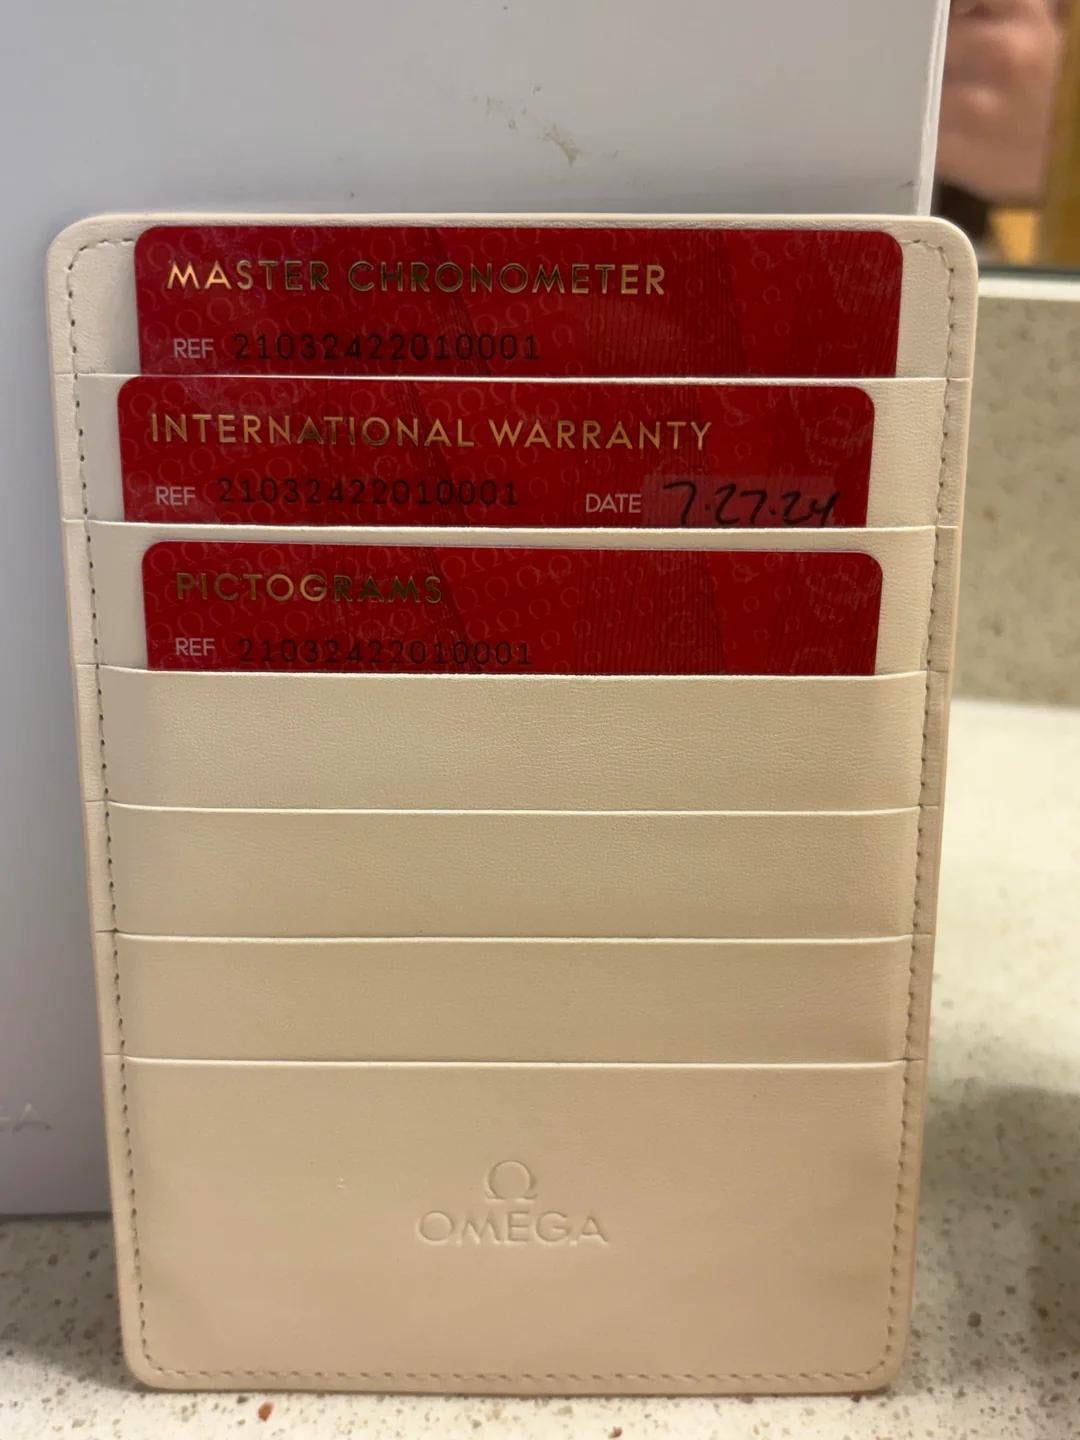 MASTER CHRONOMETER
REF 21032422010001
INTERNATIONAL WARRANTY
REF 21032422010001 DATE 7.27.24
PICTOGRAMS
REF 21032422010001
Ω
OMEGA